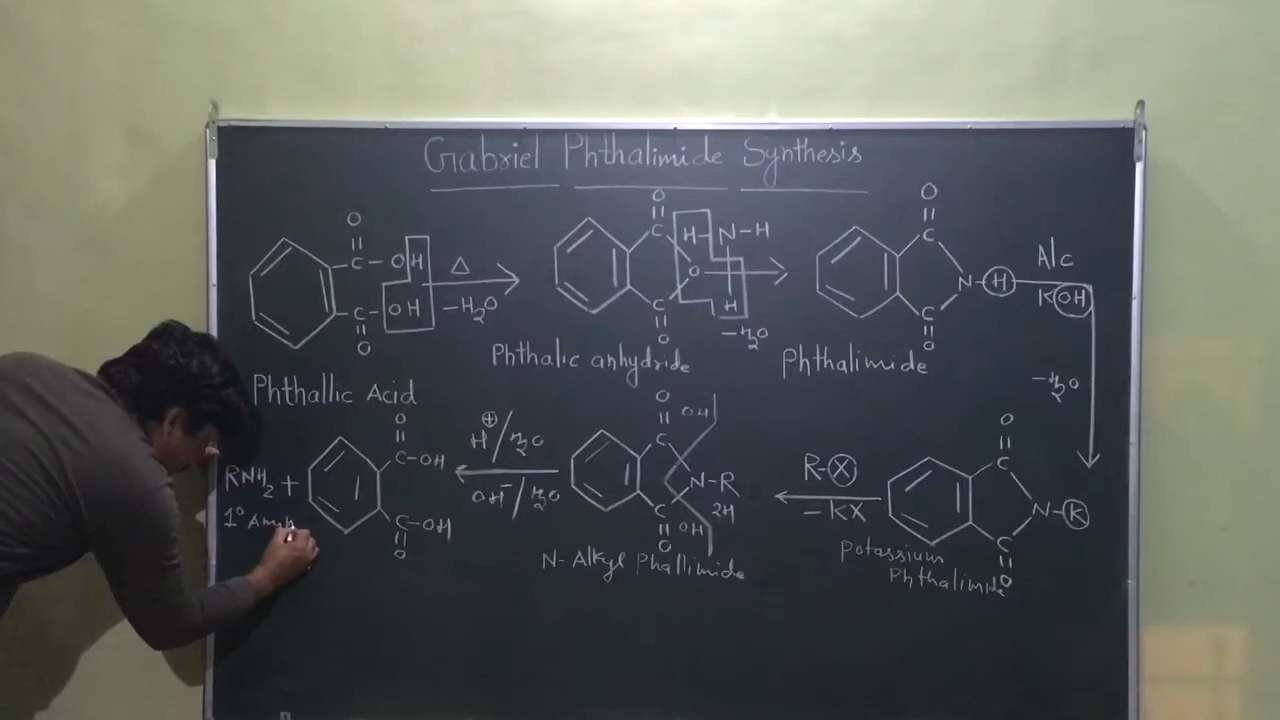 Gabriel Phthalimide Synthesis
O
||
C – OH
C – OH
||
O
Δ
–H2O
Phthallic Acid
O
||
C
O
C
||
O
H–N–H
H
–H2O
Phthalic anhydride
O
||
C
N–H
C
||
O
Phthalimide
Alc
KOH
–H2O
O
||
C
N–K
C
||
O
Potassium
Phthalimide
R–X
– KX
O
||
C
N–R
C
||
O
OH
2H
OH
N-Alkyl Phallimide
H⊕/H2O
OH⁻/H2O
RNH2 +
1°
O
||
C–OH
C–OH
||
O